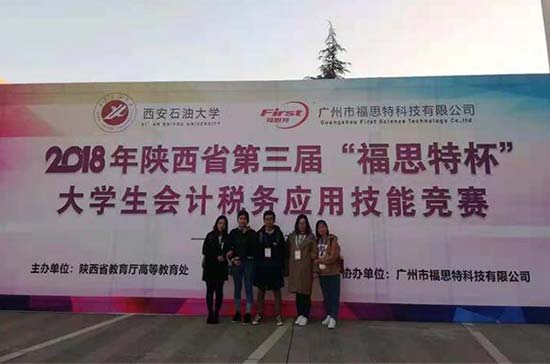 西安石油大学
XI'AN SHIYOU UNIVERSITY
First
福思特
广州市福思特科技有限公司
Guangzhou First Science Technology Co.ltd
2018年陕西省第三届“福思特杯”
大学生会计税务应用技能竞赛
主办单位：陕西省教育厅高等教育处
协办单位：广州市福思特科技有限公司